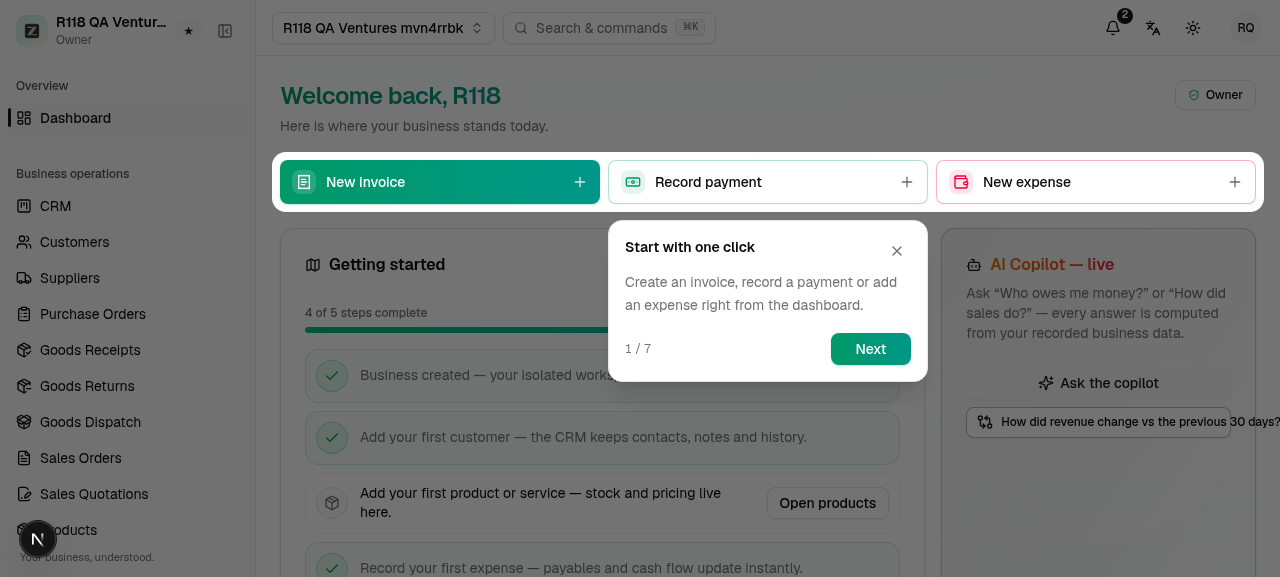 R118 QA Ventur...
Owner
R118 QA Ventures mvn4rrbk
Search & commands
⌘K
2
RQ
Overview
Dashboard
Business operations
CRM
Customers
Suppliers
Purchase Orders
Goods Receipts
Goods Returns
Goods Dispatch
Sales Orders
Sales Quotations
Your business, understood.
Welcome back, R118
Here is where your business stands today.
Owner
New invoice
Record payment
New expense
Getting started
4 of 5 steps complete
Business created — your isolated
Add your first customer — the CRM keeps contacts, notes and history.
Add your first product or service — stock and pricing live
here.
Open products
Record your first expense — payables and cash flow update instantly.
Start with one click
Create an invoice, record a payment or add
an expense right from the dashboard.
1 / 7
Next
AI Copilot — live
Ask “Who owes me money?” or “How did
sales do?” — every answer is computed
from your recorded business data.
Ask the copilot
How did revenue change vs the previous 30 days?